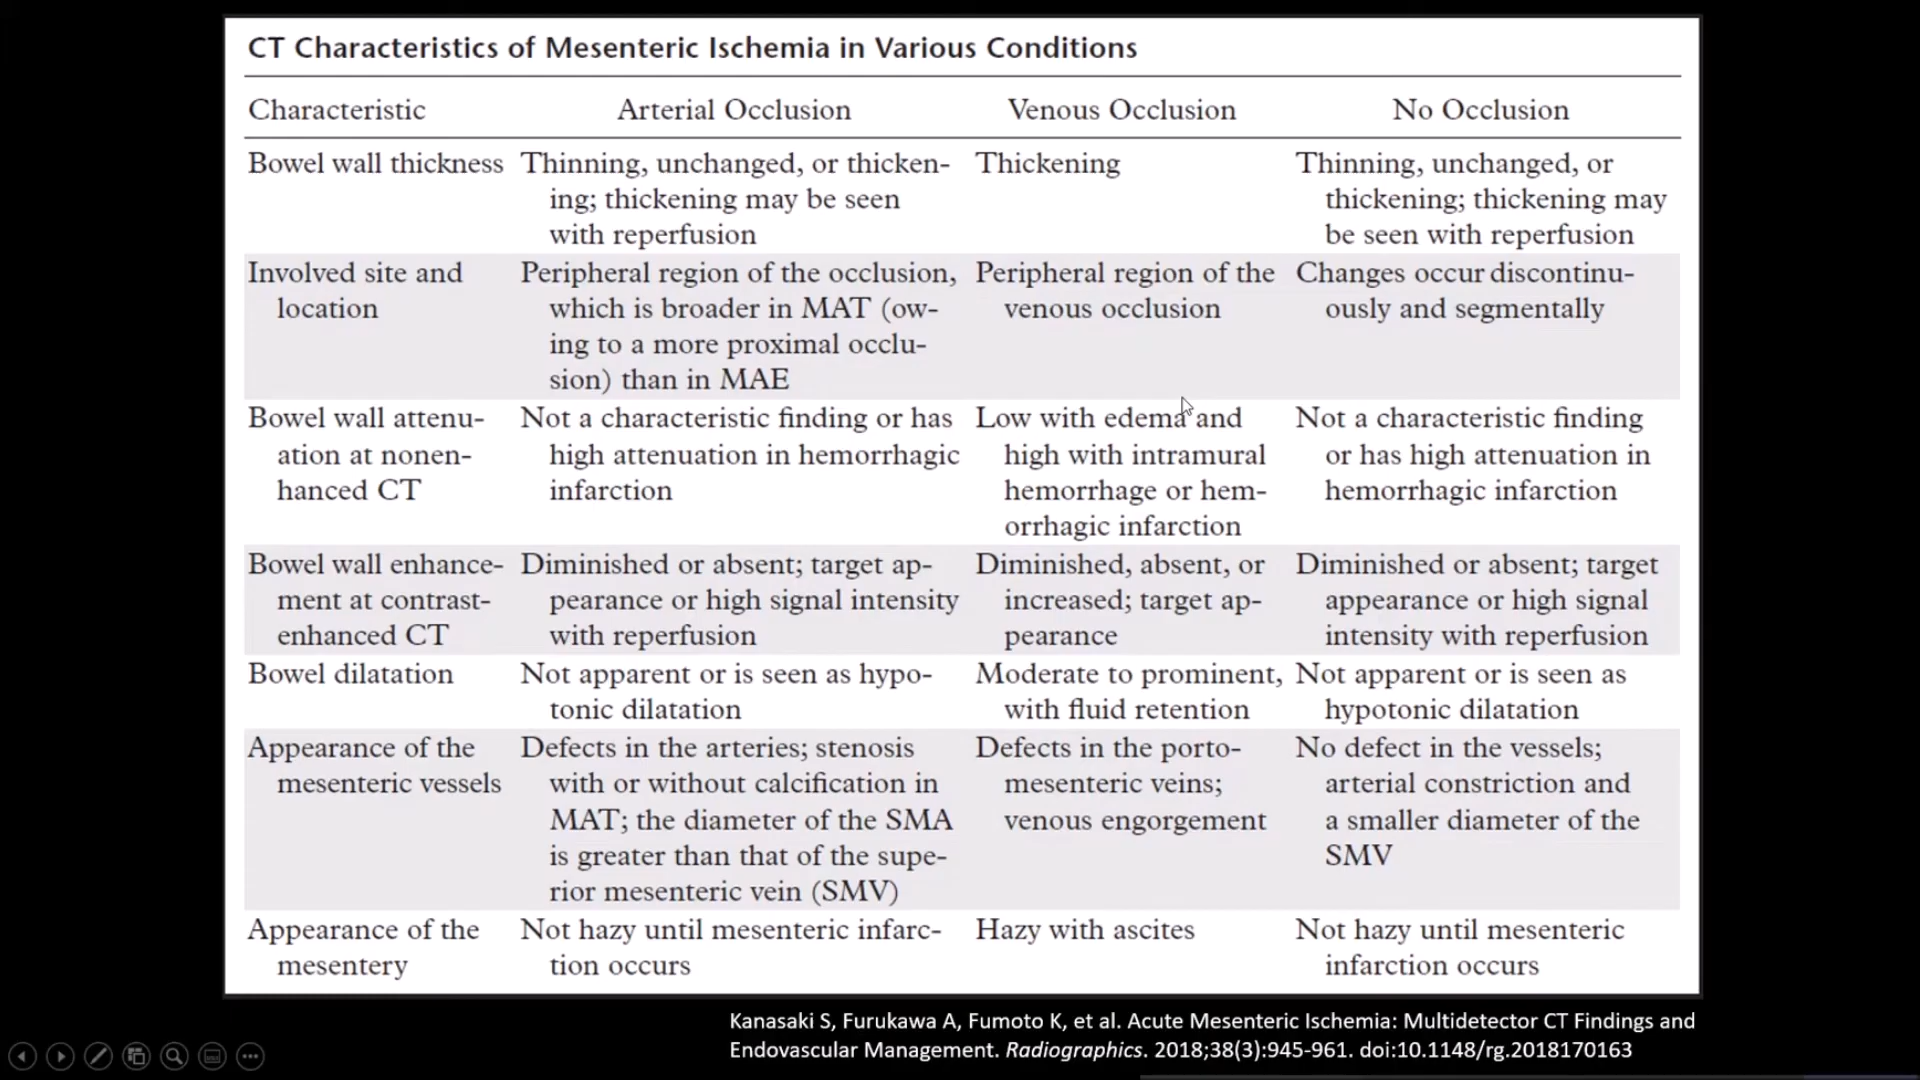 CT Characteristics of Mesenteric Ischemia in Various Conditions
Characteristic Arterial Occlusion Venous Occlusion No Occlusion
Bowel wall thickness
Thinning, unchanged, or thicken-
ing; thickening may be seen
with reperfusion
Thickening
Thinning, unchanged, or
thickening; thickening may
be seen with reperfusion
Involved site and
location
Peripheral region of the occlusion,
which is broader in MAT (ow-
ing to a more proximal occlu-
sion) than in MAE
Peripheral region of the
venous occlusion
Changes occur discontinu-
ously and segmentally
Bowel wall attenu-
ation at nonen-
hanced CT
Not a characteristic finding or has
high attenuation in hemorrhagic
infarction
Low with edema and
high with intramural
hemorrhage or hem-
orrhagic infarction
Not a characteristic finding
or has high attenuation in
hemorrhagic infarction
Bowel wall enhance-
ment at contrast-
enhanced CT
Diminished or absent; target ap-
pearance or high signal intensity
with reperfusion
Diminished, absent, or
increased; target ap-
pearance
Diminished or absent; target
appearance or high signal
intensity with reperfusion
Bowel dilatation
Not apparent or is seen as hypo-
tonic dilatation
Moderate to prominent,
with fluid retention
Not apparent or is seen as
hypotonic dilatation
Appearance of the
mesenteric vessels
Defects in the arteries; stenosis
with or without calcification in
MAT; the diameter of the SMA
is greater than that of the supe-
rior mesenteric vein (SMV)
Defects in the porto-
mesenteric veins;
venous engorgement
No defect in the vessels;
arterial constriction and
a smaller diameter of the
SMV
Appearance of the
mesentery
Not hazy until mesenteric infarc-
tion occurs
Hazy with ascites
Not hazy until mesenteric
infarction occurs
Kanasaki S, Furukawa A, Fumoto K, et al. Acute Mesenteric Ischemia: Multidetector CT Findings and
Endovascular Management. Radiographics. 2018;38(3):945-961. doi:10.1148/rg.2018170163